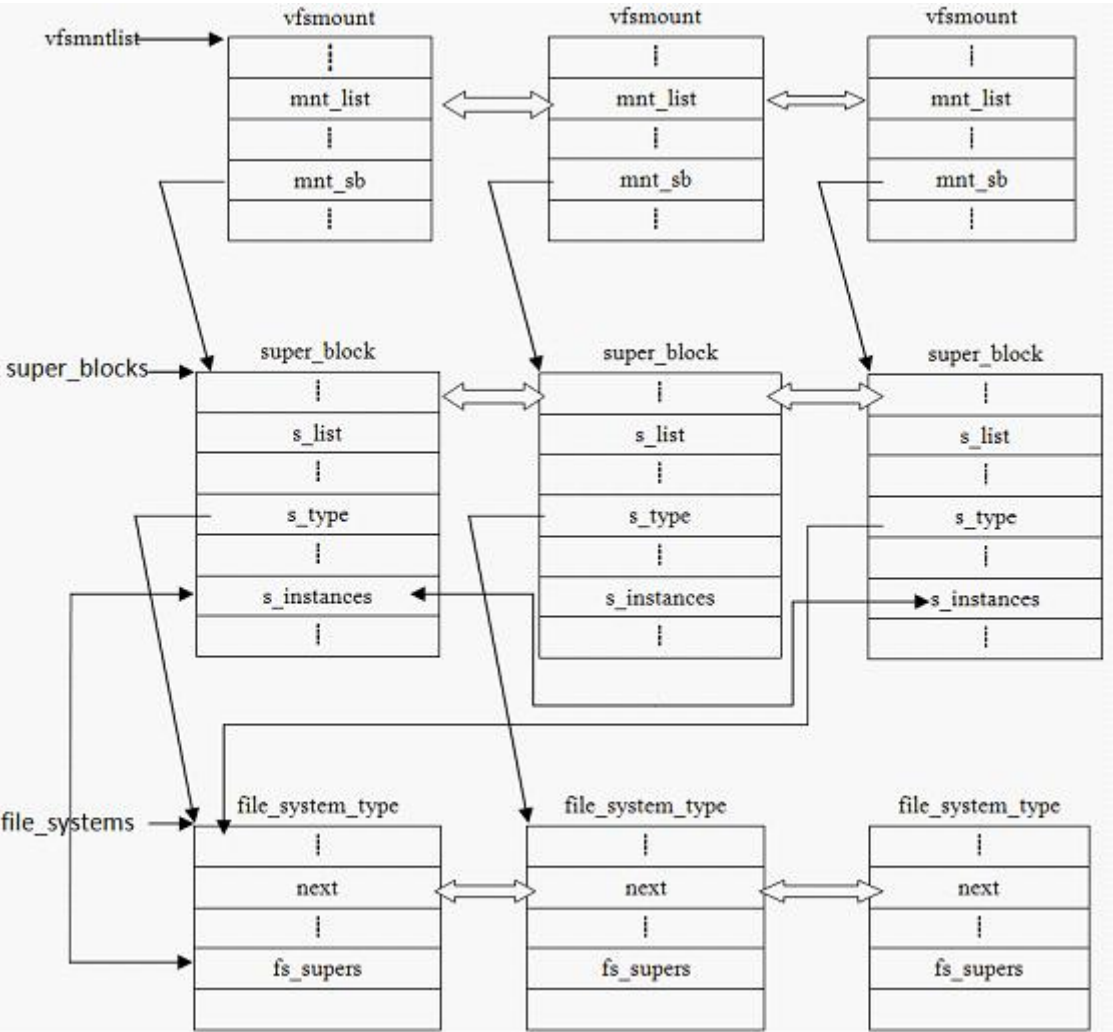 vfsmount vfsmount vfsmount
vfsmntlist
mnt_list mnt_list mnt_list
mnt_sb mnt_sb mnt_sb
super_block super_block super_block
super_blocks
s_list s_list s_list
s_type s_type s_type
s_instances s_instances s_instances
file_system_type file_system_type file_system_type
file_systems
next next next
fs_supers fs_supers fs_supers